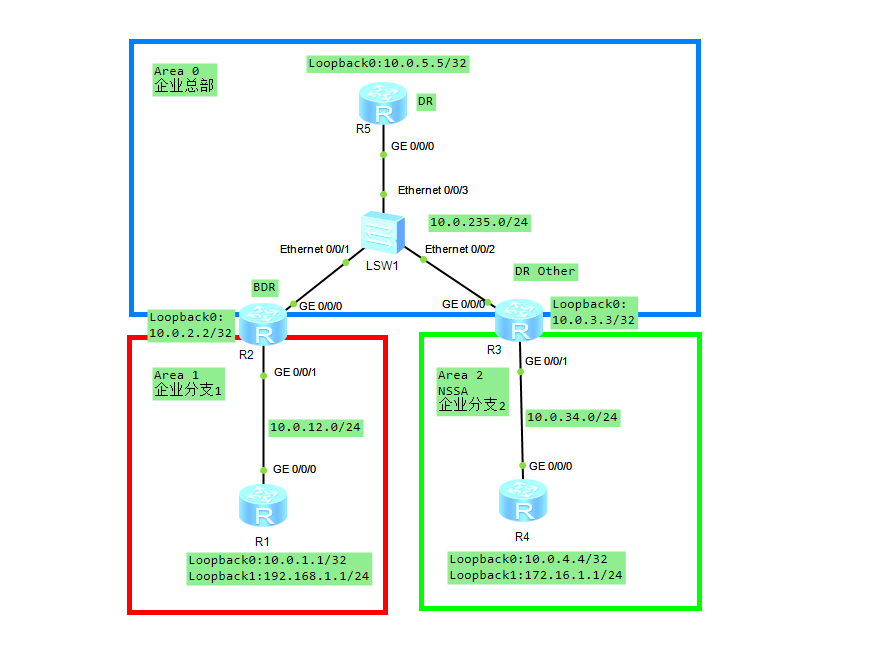 Loopback0:10.0.5.5/32
Area 0
企业总部
R
DR
R5
GE 0/0/0
Ethernet 0/0/3
10.0.235.0/24
Ethernet 0/0/1
Ethernet 0/0/2
LSW1
DR Other
BDR
GE 0/0/0
GE 0/0/0
Loopback0:
10.0.2.2/32
R
R
Loopback0:
10.0.3.3/32
R2
R3
GE 0/0/1
GE 0/0/1
Area 1
企业分支1
Area 2
NSSA
企业分支2
10.0.12.0/24
10.0.34.0/24
GE 0/0/0
GE 0/0/0
R
R
R1
R4
Loopback0:10.0.1.1/32
Loopback1:192.168.1.1/24
Loopback0:10.0.4.4/32
Loopback1:172.16.1.1/24